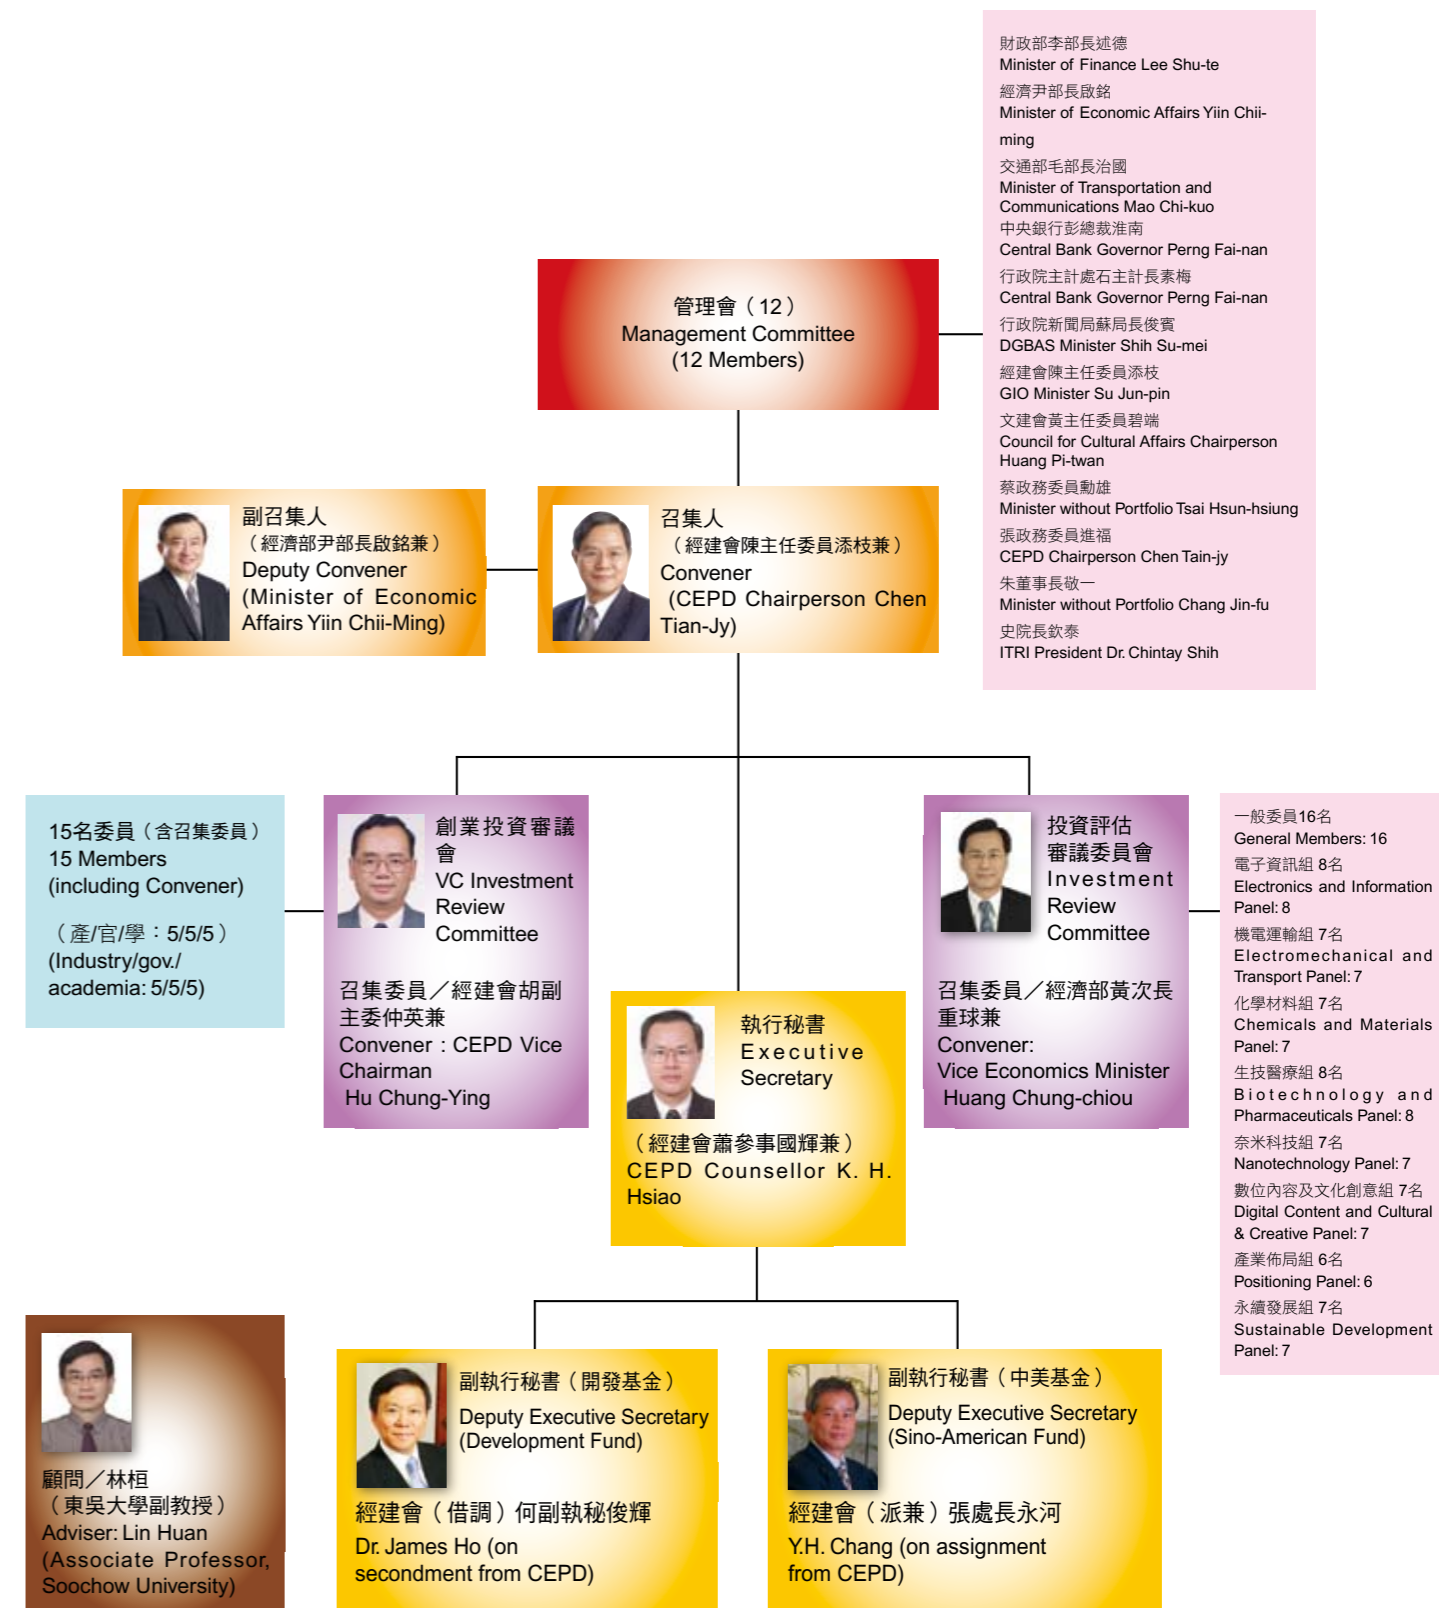 財政部李部長述德
Minister of Finance Lee Shu-te
經濟尹部長啟銘
Minister of Economic Affairs Yiin Chii-
ming
交通部毛部長治國
Minister of Transportation and
Communications Mao Chi-kuo
中央銀行彭總裁淮南
Central Bank Governor Perng Fai-nan
行政院主計處石主計長素梅
Central Bank Governor Perng Fai-nan
行政院新聞局蘇局長俊賓
DGBAS Minister Shih Su-mei
經建會陳主任委員添枝
GIO Minister Su Jun-pin
文建會黃主任委員碧端
Council for Cultural Affairs Chairperson
Huang Pi-twan
蔡政務委員勳雄
Minister without Portfolio Tsai Hsun-hsiung
張政務委員進福
CEPD Chairperson Chen Tain-jy
朱董事長敬一
Minister without Portfolio Chang Jin-fu
史院長欽泰
ITRI President Dr. Chintay Shih
管理會（12）
Management Committee
(12 Members)
副召集人
（經濟部尹部長啟銘兼）
Deputy Convener
(Minister of Economic
Affairs Yiin Chii-Ming)
召集人
（經建會陳主任委員添枝兼）
Convener
(CEPD Chairperson Chen
Tian-Jy)
15名委員（含召集委員）
15 Members
(including Convener)
（產/官/學：5/5/5）
(Industry/gov./
academia: 5/5/5)
創業投資審議
會
VC Investment
Review
Committee
召集委員／經建會胡副
主委仲英兼
Convener : CEPD Vice
Chairman
Hu Chung-Ying
執行秘書
Executive
Secretary
（經建會蕭參事國輝兼）
CEPD Counsellor K. H.
Hsiao
投資評估
審議委員會
Investment
Review
Committee
召集委員／經濟部黃次長
重球兼
Convener:
Vice Economics Minister
Huang Chung-chiou
一般委員16名
General Members: 16
電子資訊組 8名
Electronics and Information
Panel: 8
機電運輸組 7名
Electromechanical and
Transport Panel: 7
化學材料組 7名
Chemicals and Materials
Panel: 7
生技醫療組 8名
Biotechnology and
Pharmaceuticals Panel: 8
奈米科技組 7名
Nanotechnology Panel: 7
數位內容及文化創意組 7名
Digital Content and Cultural
& Creative Panel: 7
產業佈局組 6名
Positioning Panel: 6
永續發展組 7名
Sustainable Development
Panel: 7
顧問／林桓
（東吳大學副教授）
Adviser: Lin Huan
(Associate Professor,
Soochow University)
副執行秘書（開發基金）
Deputy Executive Secretary
(Development Fund)
經建會（借調）何副執秘俊輝
Dr. James Ho (on
secondment from CEPD)
副執行秘書（中美基金）
Deputy Executive Secretary
(Sino-American Fund)
經建會（派兼）張處長永河
Y.H. Chang (on assignment
from CEPD)